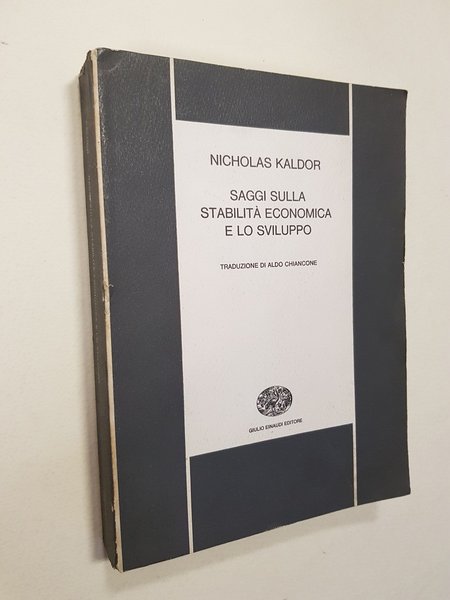 NICHOLAS KALDOR
SAGGI SULLA
STABILITÀ ECONOMICA
E LO SVILUPPO
TRADUZIONE DI ALDO CHIANCONE
GIULIO EINAUDI EDITORE